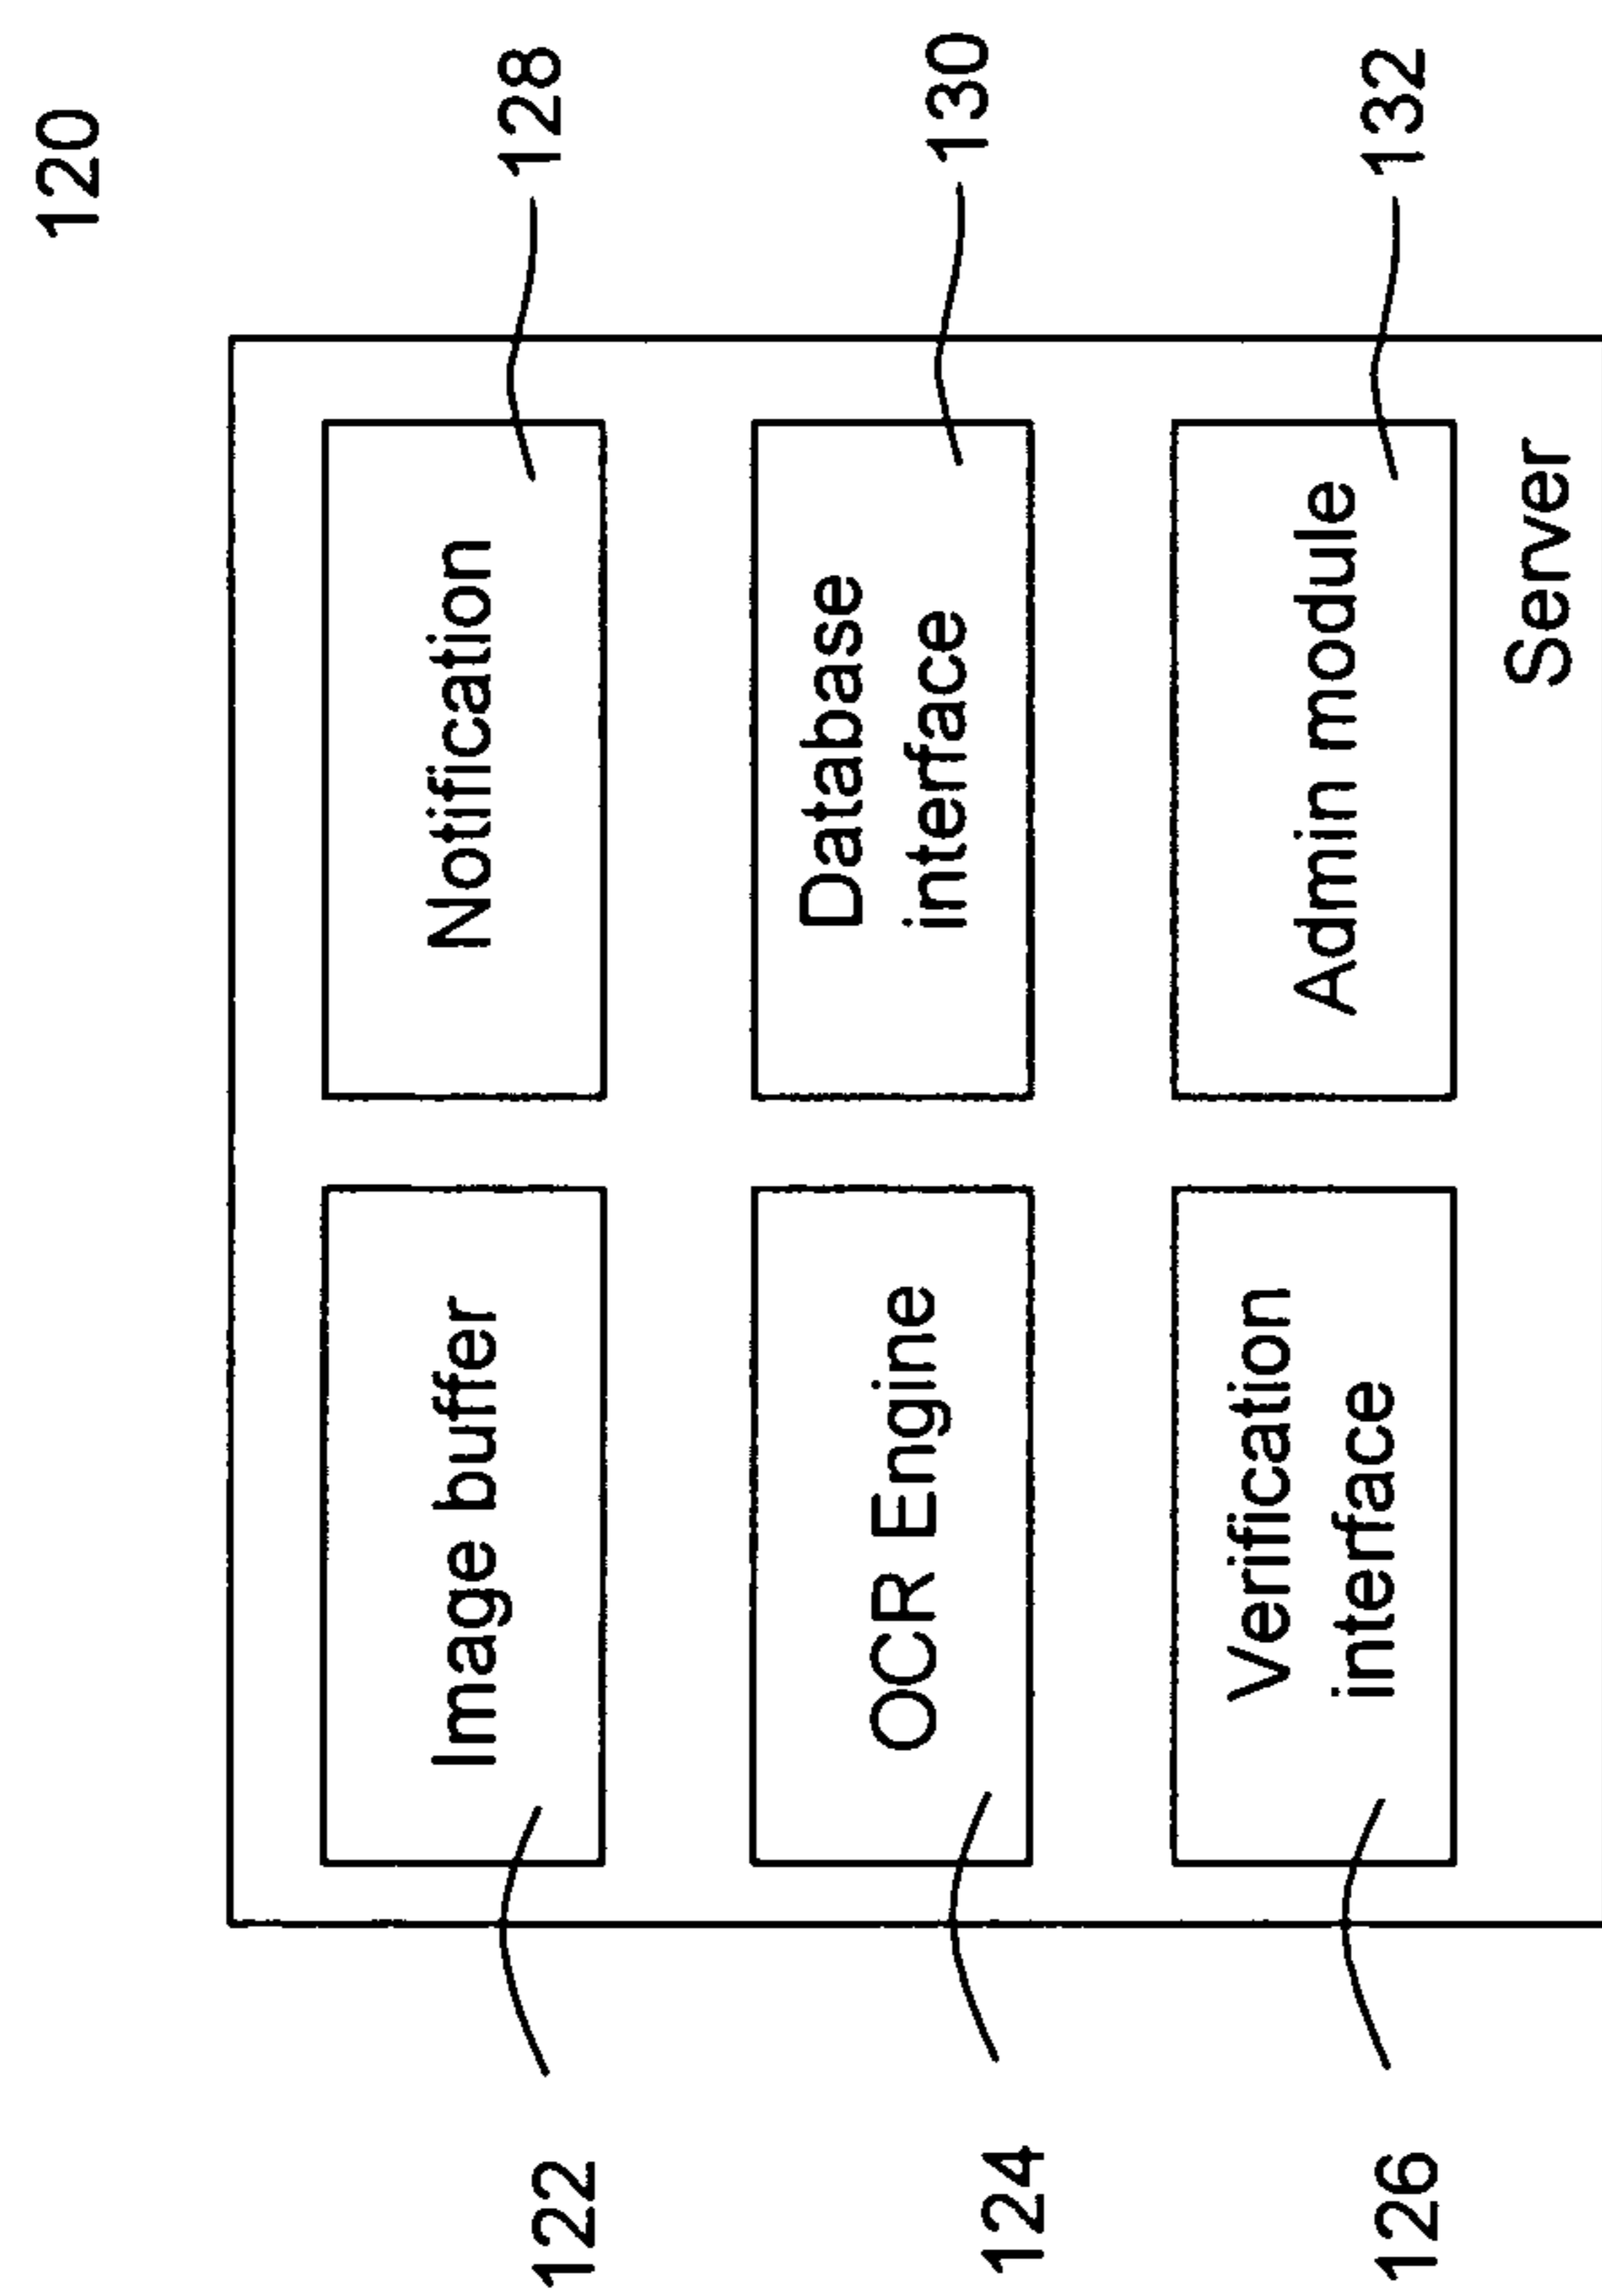 120
122
Image buffer
Notification
128
124
OCR Engine
Database
interface
130
126
Verification
interface
Admin module
132
Server